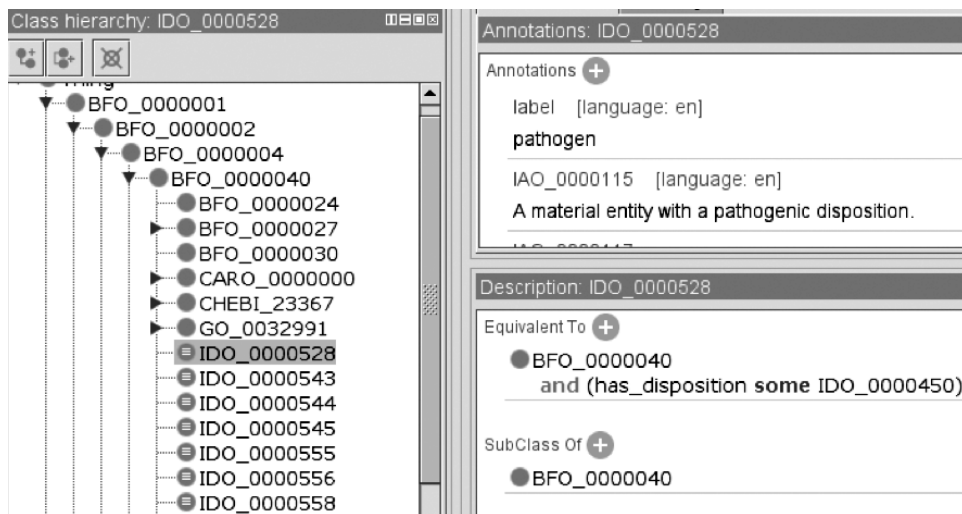 Class hierarchy: IDO_0000528
Thing
BFO_0000001
BFO_0000002
BFO_0000004
BFO_0000040
BFO_0000024
BFO_0000027
BFO_0000030
CARO_0000000
CHEBI_23367
GO_0032991
IDO_0000528
IDO_0000543
IDO_0000544
IDO_0000545
IDO_0000555
IDO_0000556
IDO_0000558
Annotations: IDO_0000528
Annotations
label [language: en]
pathogen
IAO_0000115 [language: en]
A material entity with a pathogenic disposition.
Description: IDO_0000528
Equivalent To
BFO_0000040
and (has_disposition some IDO_0000450)
SubClass Of
BFO_0000040